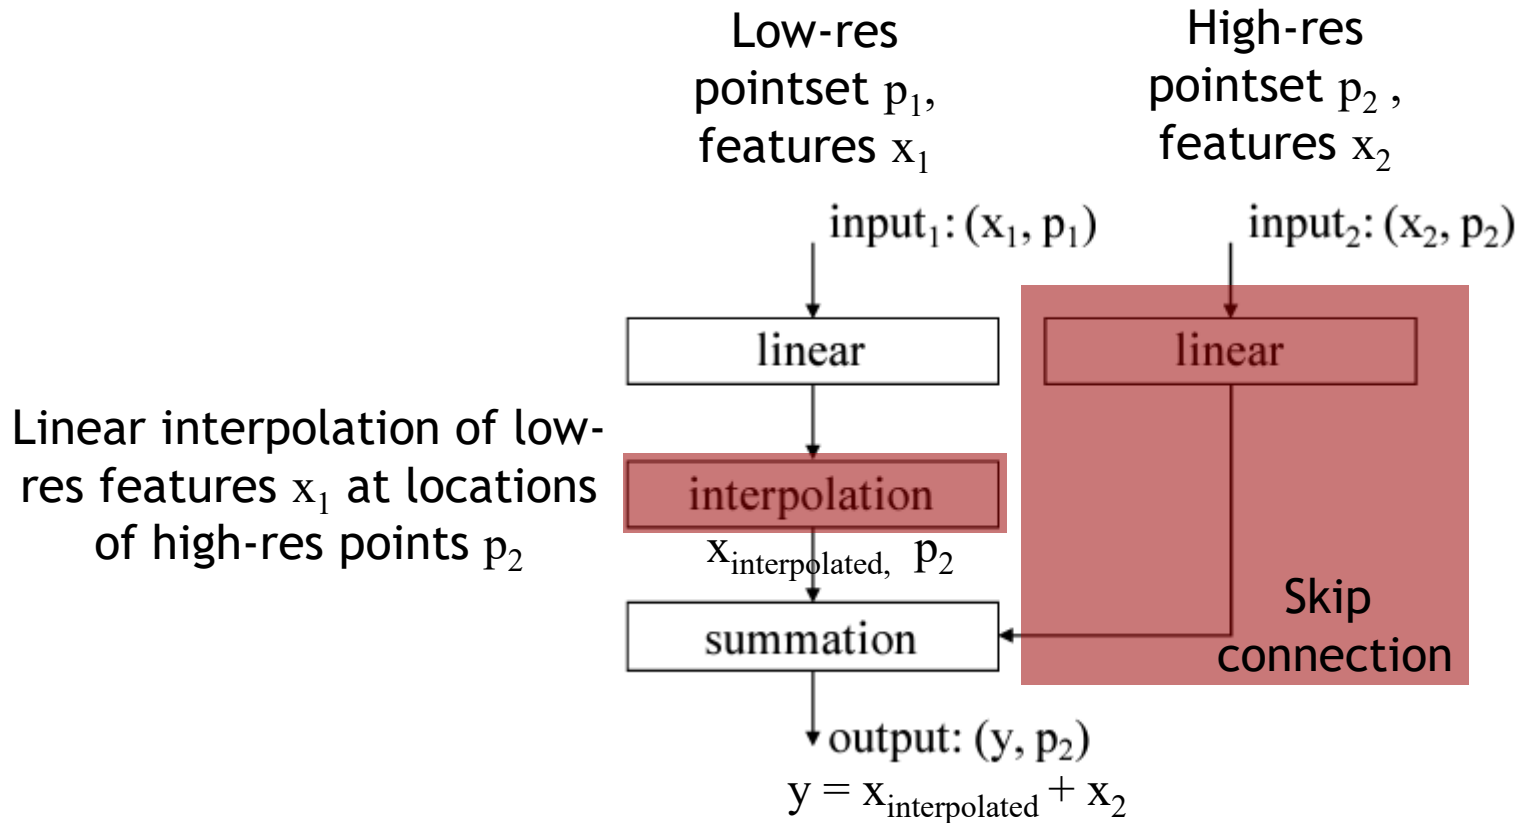 Low-res
pointset p₁,
features x₁
High-res
pointset p₂ ,
features x₂
input₁: (x₁, p₁)
input₂: (x₂, p₂)
linear
linear
Linear interpolation of low-
res features x₁ at locations
of high-res points p₂
interpolation
x_interpolated, p₂
summation
Skip
connection
output: (y, p₂)
y = x_interpolated + x₂